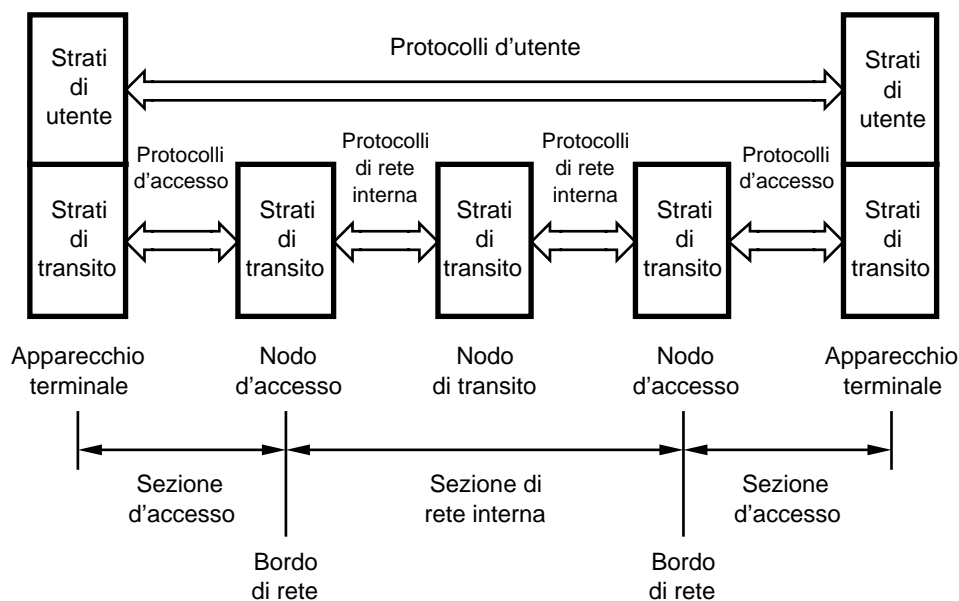 Protocolli d'utente
Strati
di
utente
Strati
di
utente
Protocolli
d'accesso
Protocolli
di rete
interna
Protocolli
di rete
interna
Protocolli
d'accesso
Strati
di
transito
Strati
di
transito
Strati
di
transito
Strati
di
transito
Strati
di
transito
Apparecchio
terminale
Nodo
d'accesso
Nodo
di transito
Nodo
d'accesso
Apparecchio
terminale
Sezione
d'accesso
Sezione di
rete interna
Sezione
d'accesso
Bordo
di rete
Bordo
di rete